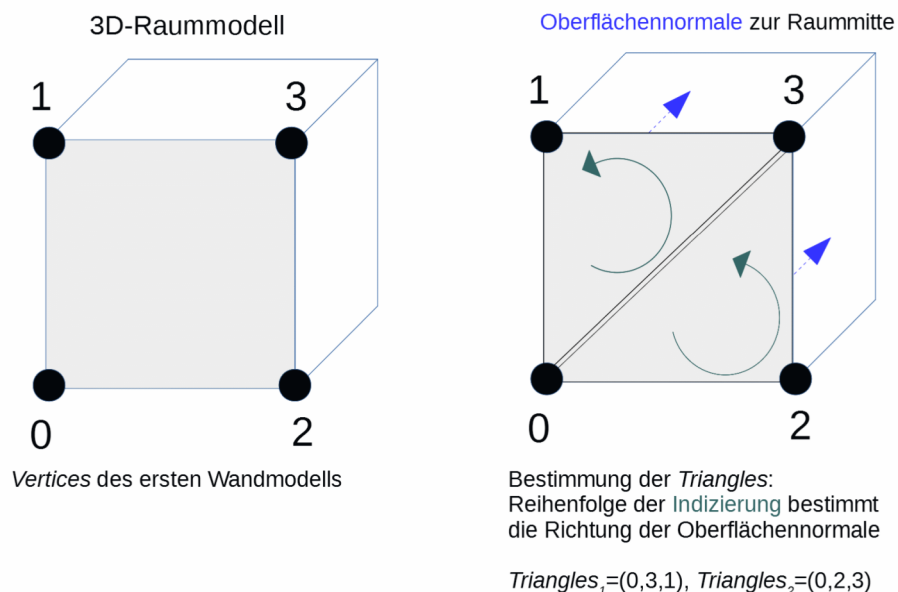 3D-Raummodell
Oberflächennormale zur Raummitte
1
3
1
3
0
2
0
2
Vertices des ersten Wandmodells
Bestimmung der Triangles:
Reihenfolge der Indizierung bestimmt
die Richtung der Oberflächennormale
Triangles₁=(0,3,1), Triangles₂=(0,2,3)